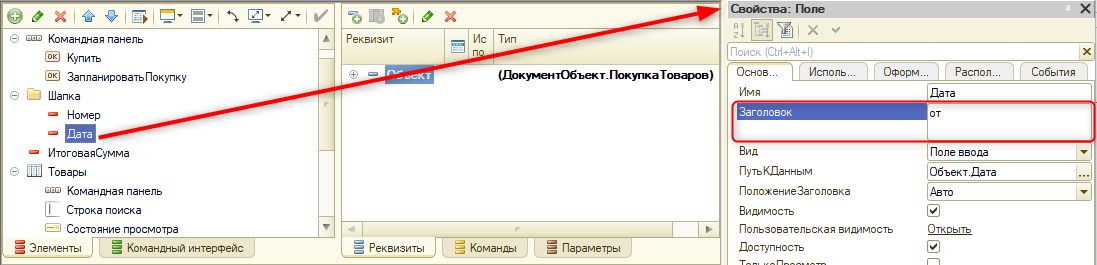 Командная панель
OK Купить
OK ЗапланироватьПокупку
Шапка
Номер
Дата
ИтоговаяСумма
Товары
Командная панель
Строка поиска
Состояние просмотра
Элементы Командный интерфейс
Реквизит Ис по Тип
Объект (ДокументОбъект.ПокупкаТоваров)
Реквизиты Команды Параметры
Свойства: Поле
Поиск (Ctrl+Alt+I)
Основ... Исполь... Оформ... Распол... События
Имя Дата
Заголовок от
Вид Поле ввода
ПутьКДанным Объект.Дата ...
ПоложениеЗаголовка Авто
Видимость
Пользовательская видимость Открыть
Доступность
ТолькоПросмотр